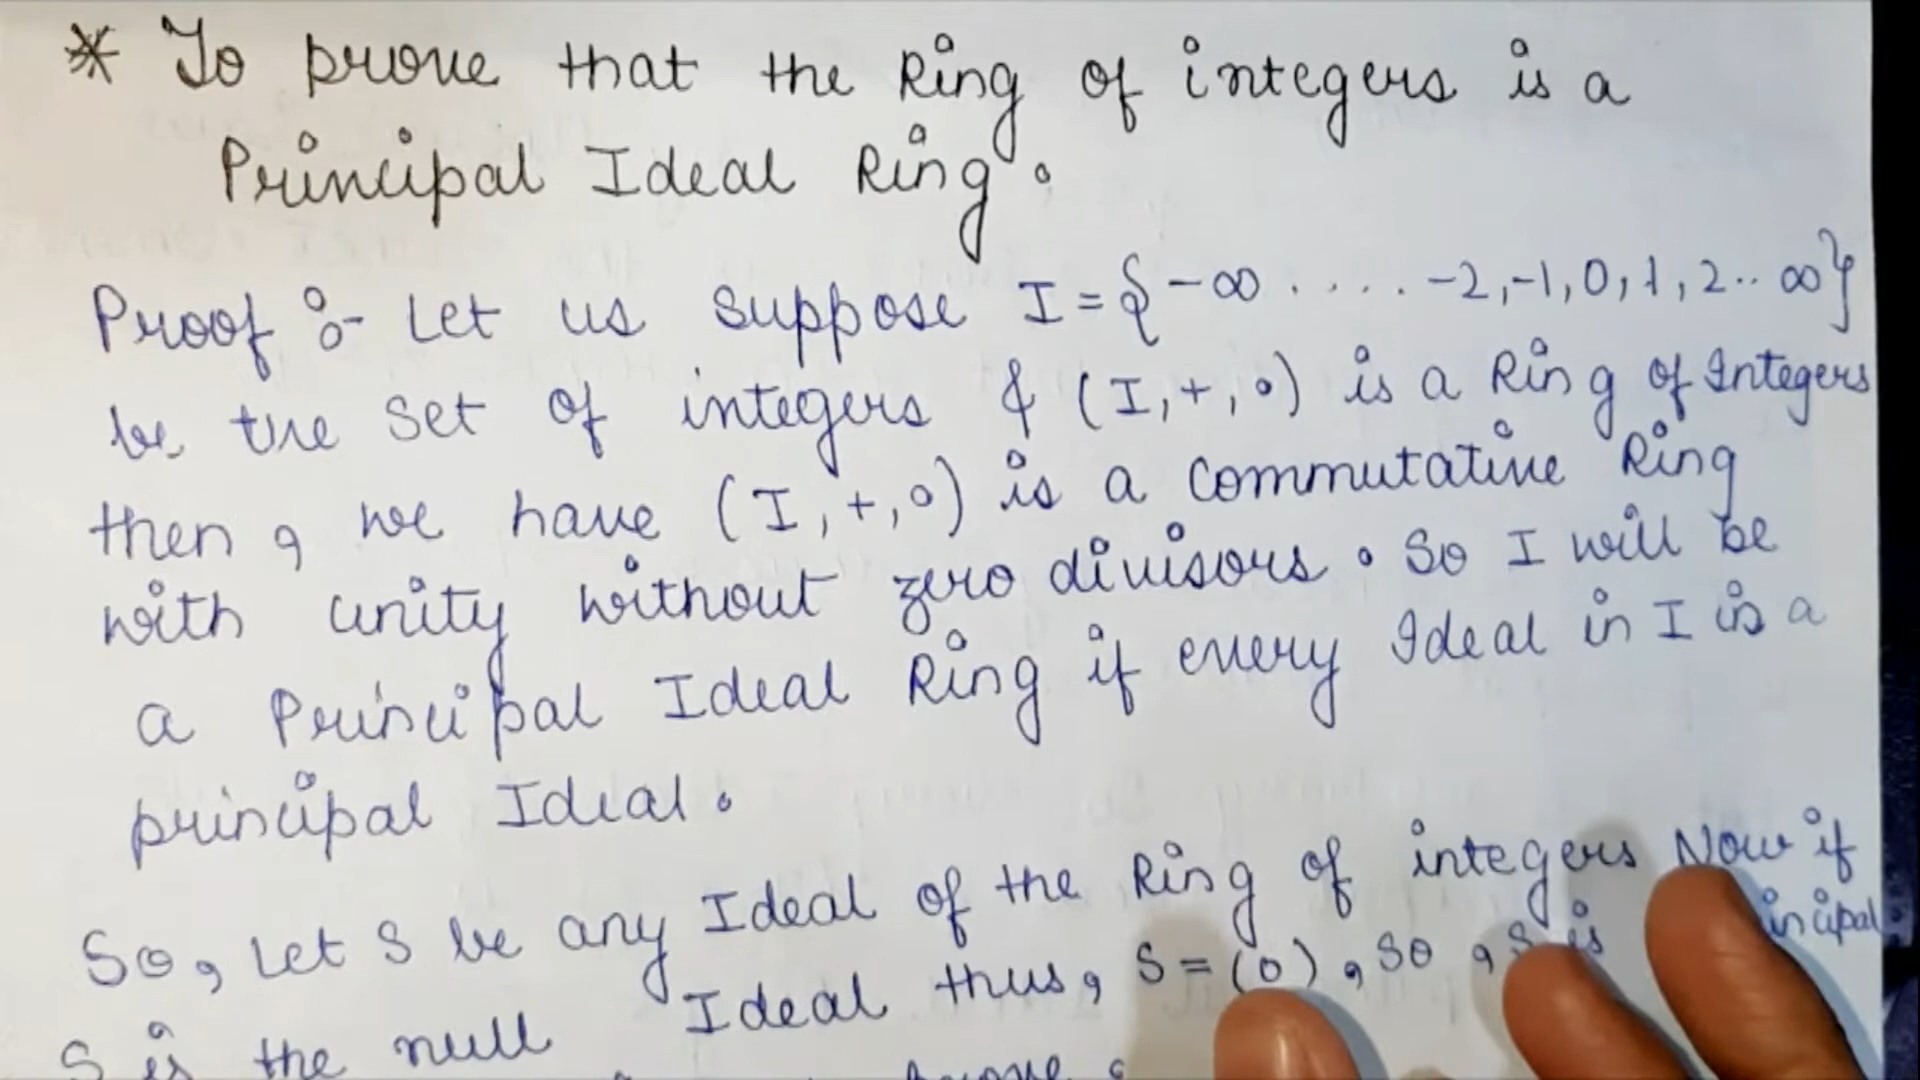 * To prove that the Ring of integers is a
Principal Ideal Ring.
Proof :- Let us suppose I = {-∞ .... -2,-1,0,1,2.. ∞}
be the set of integers & (I,+,•) is a Ring of Integers
then, we have (I,+,•) is a commutative Ring
with unity without zero divisors. So I will be
a Principal Ideal Ring if every Ideal in I is a
principal Ideal.
So, Let S be any Ideal of the Ring of integers Now if
S is the null Ideal thus, S = (0), so, S is